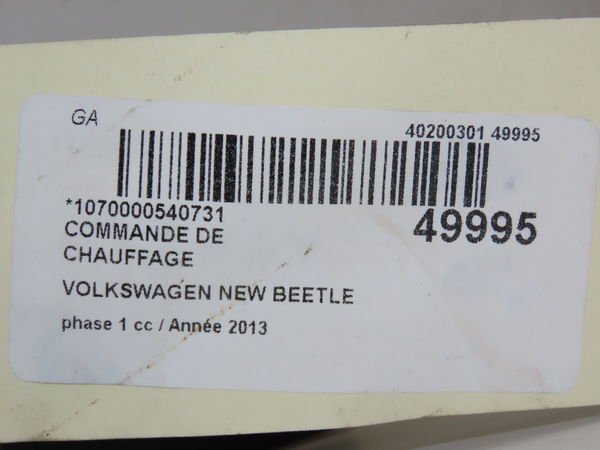 GA
40200301 49995
*1070000540731
49995
COMMANDE DE
CHAUFFAGE
VOLKSWAGEN NEW BEETLE
phase 1 cc / Année 2013